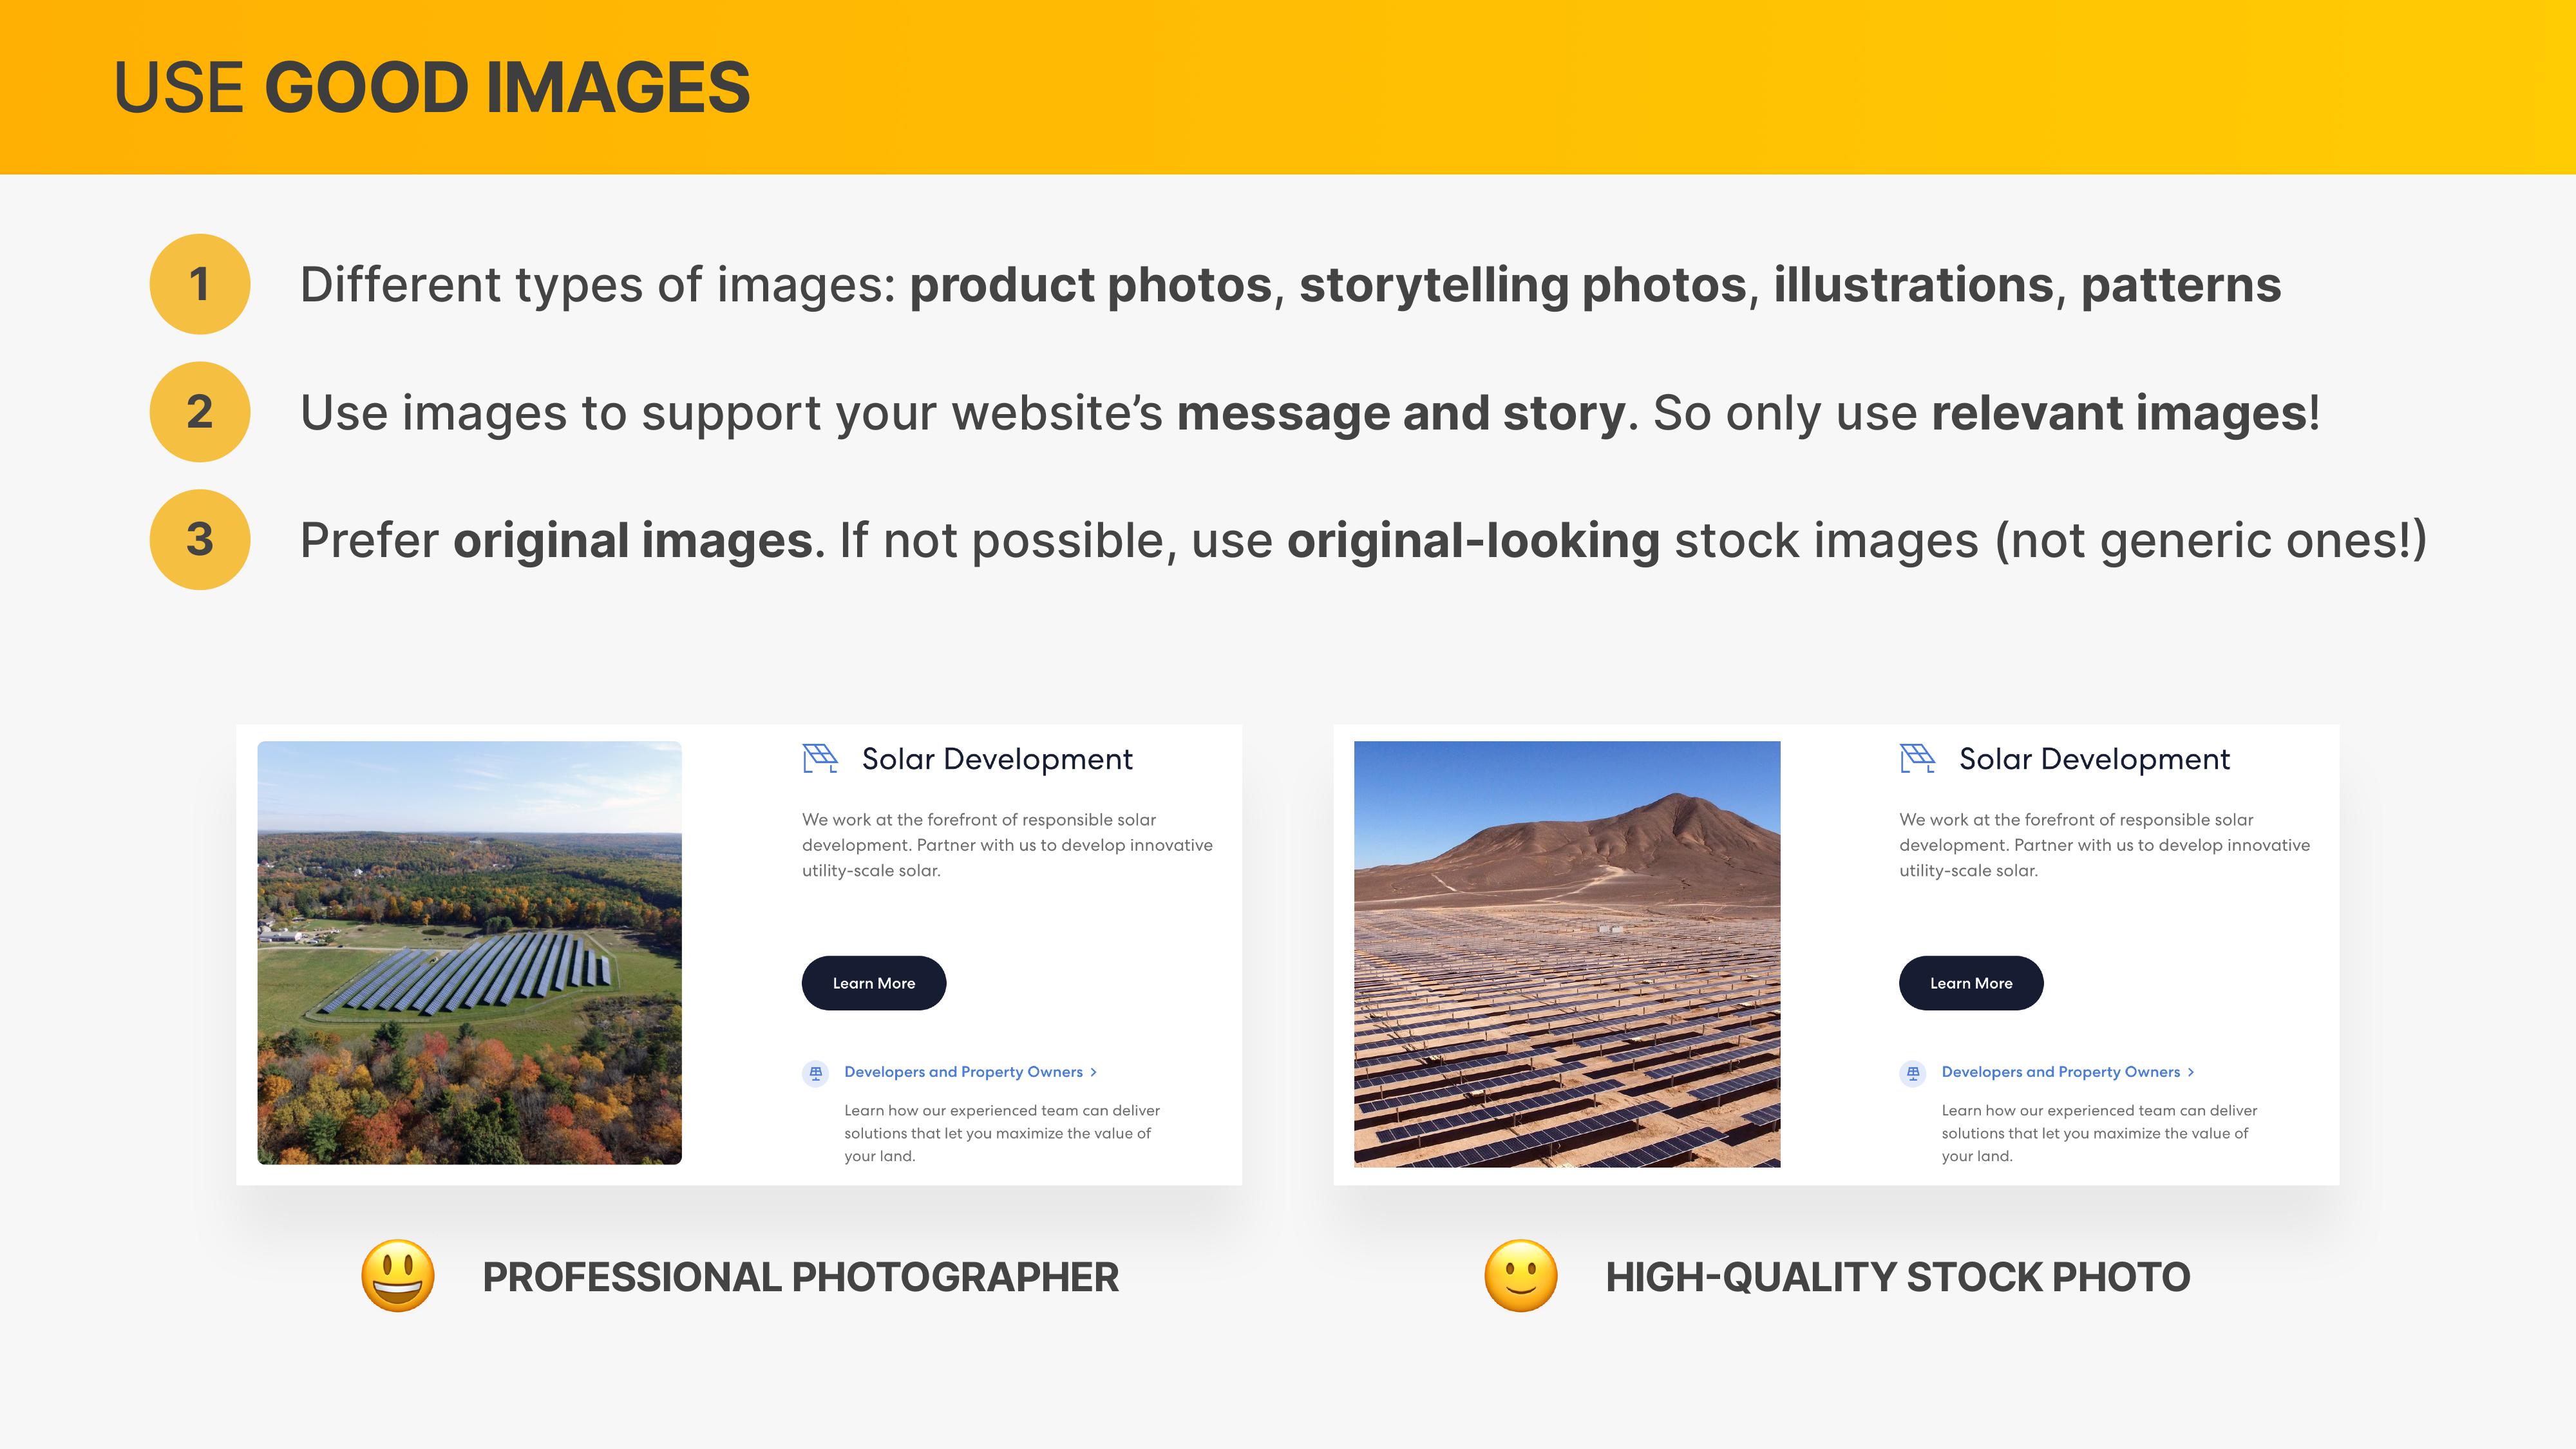 USE GOOD IMAGES
1 Different types of images: product photos, storytelling photos, illustrations, patterns
2 Use images to support your website’s message and story. So only use relevant images!
3 Prefer original images. If not possible, use original-looking stock images (not generic ones!)
Solar Development
We work at the forefront of responsible solar
development. Partner with us to develop innovative
utility-scale solar.
Learn More
Developers and Property Owners >
Learn how our experienced team can deliver
solutions that let you maximize the value of
your land.
PROFESSIONAL PHOTOGRAPHER
Solar Development
We work at the forefront of responsible solar
development. Partner with us to develop innovative
utility-scale solar.
Learn More
Developers and Property Owners >
Learn how our experienced team can deliver
solutions that let you maximize the value of
your land.
HIGH-QUALITY STOCK PHOTO